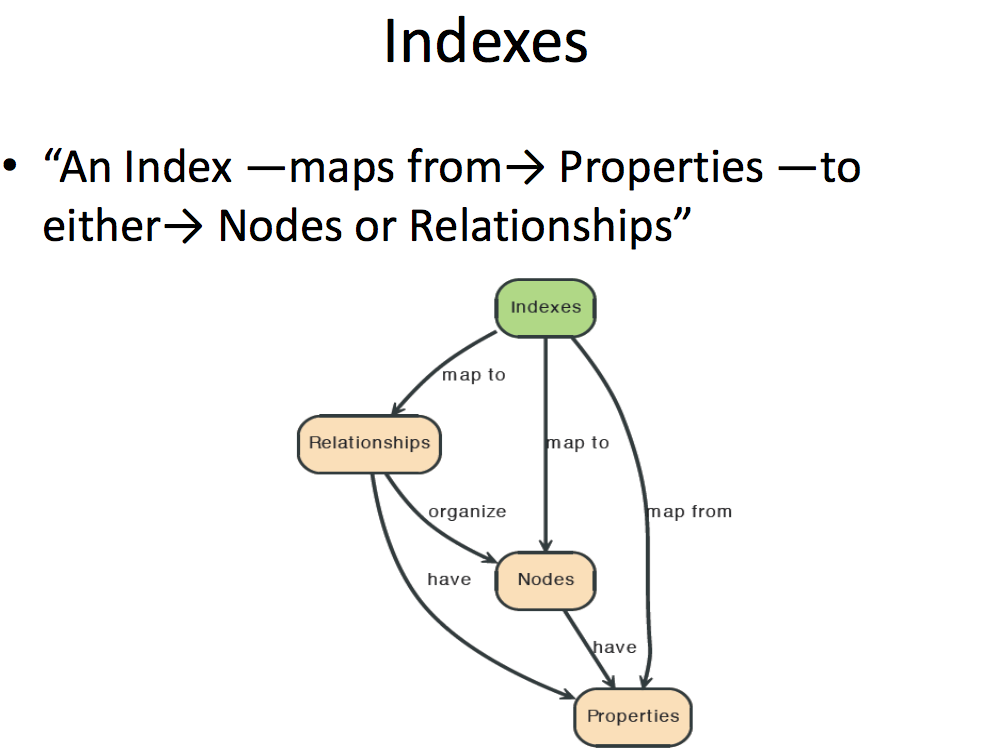 Indexes
• “An Index —maps from→ Properties —to
either→ Nodes or Relationships”
Indexes
map to
Relationships
map to
organize
map from
have
Nodes
have
Properties